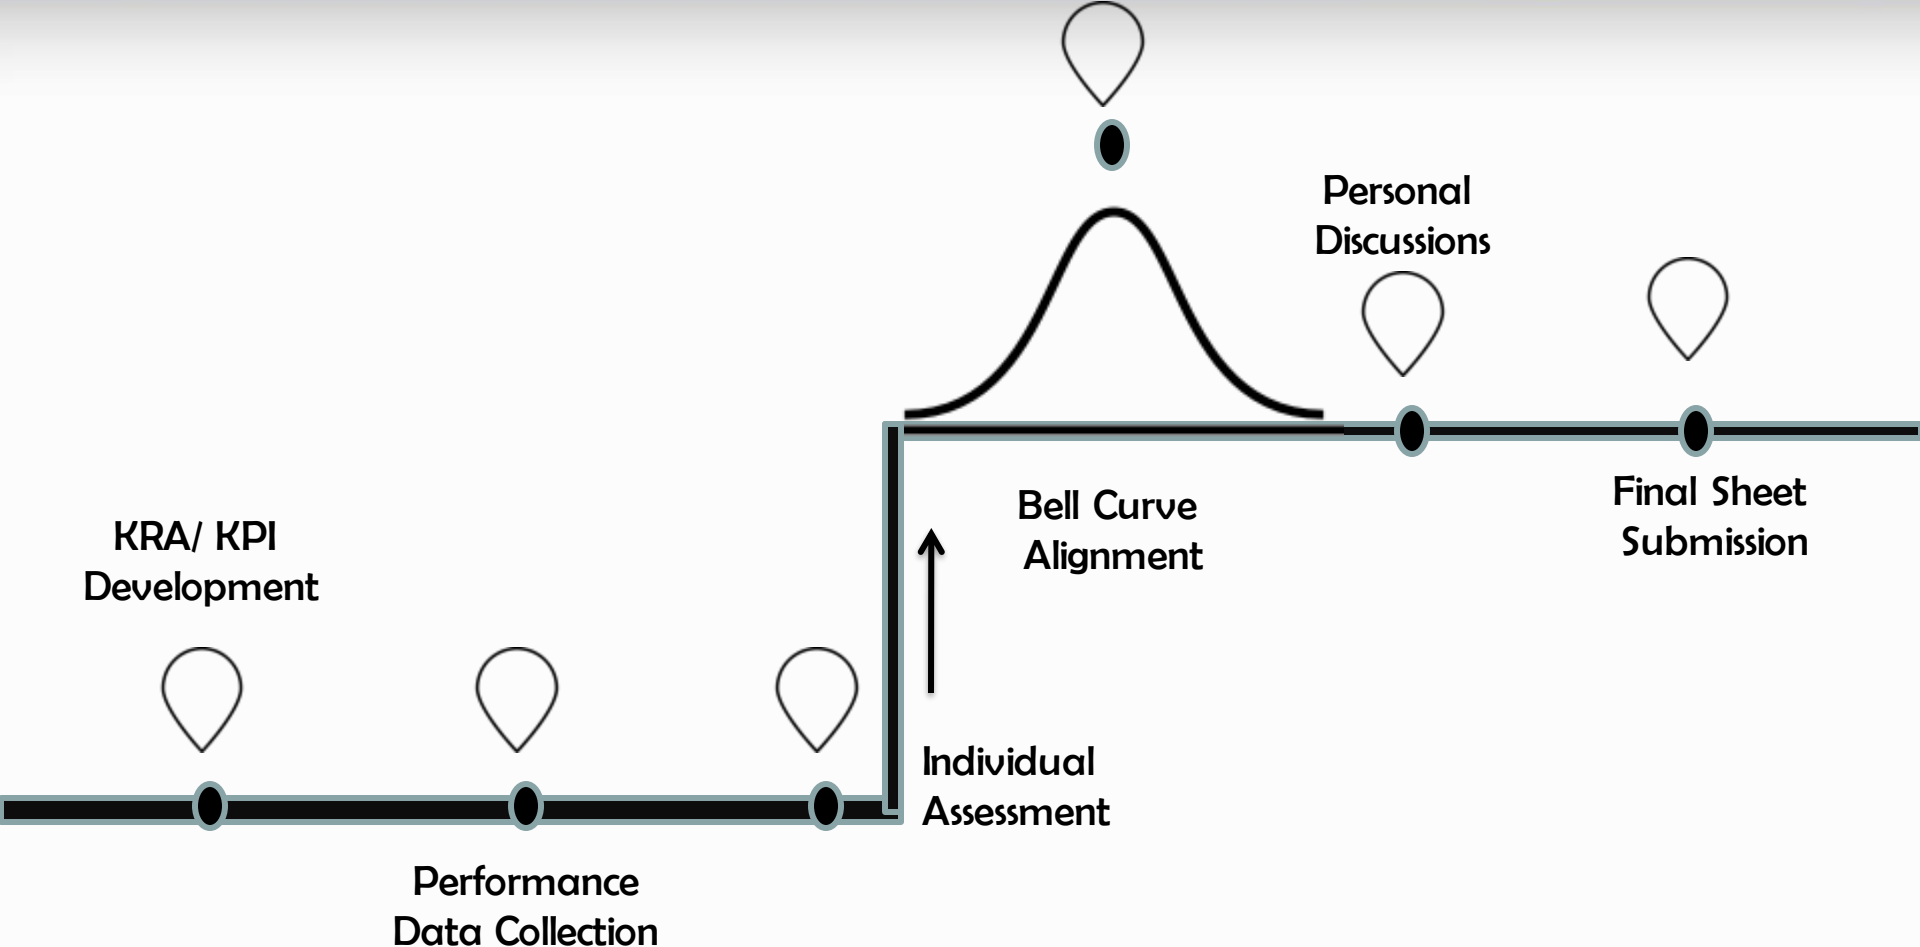 KRA/ KPI
Development
Performance
Data Collection
Individual
Assessment
Bell Curve
Alignment
Personal
Discussions
Final Sheet
Submission